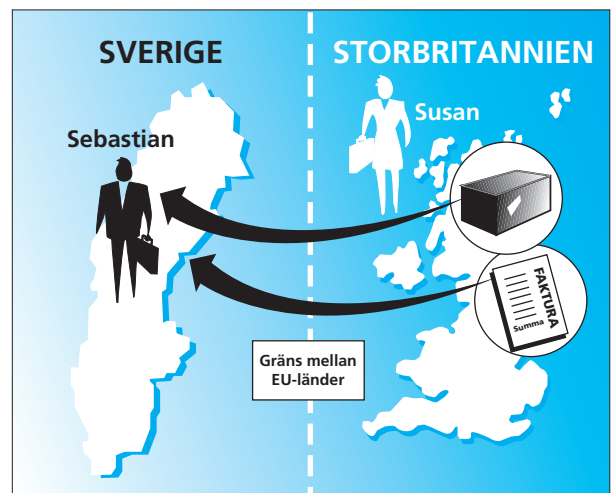 SVERIGE
STORBRITANNIEN
Susan
Sebastian
FAKTURA
Summa
Gräns mellan
EU-länder